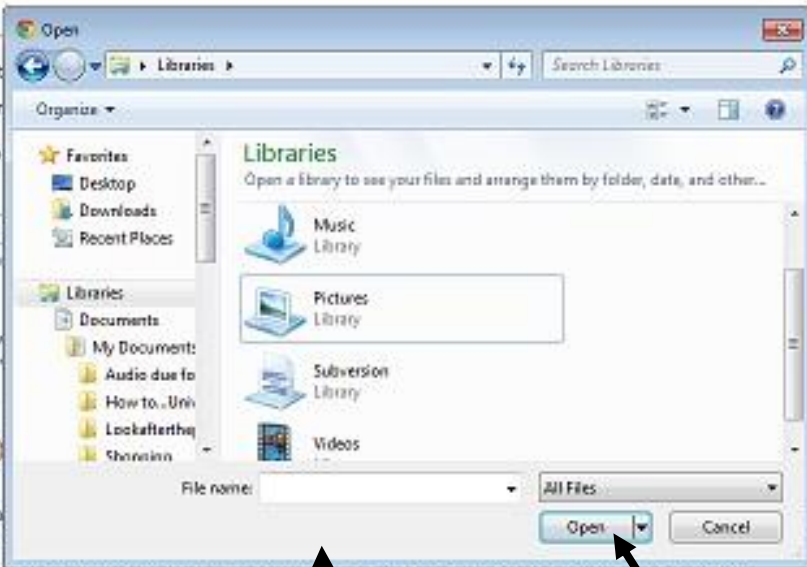 Open
Libraries
Search Libraries
Organize
Favorites
Desktop
Downloads
Recent Places
Libraries
Documents
My Documents
Audio due fo
How to...Univ
Lookafterthep
Shopping
Libraries
Open a library to see your files and arrange them by folder, date, and other...
Music
Library
Pictures
Library
Subversion
Library
Videos
File name:
All Files
Open
Cancel